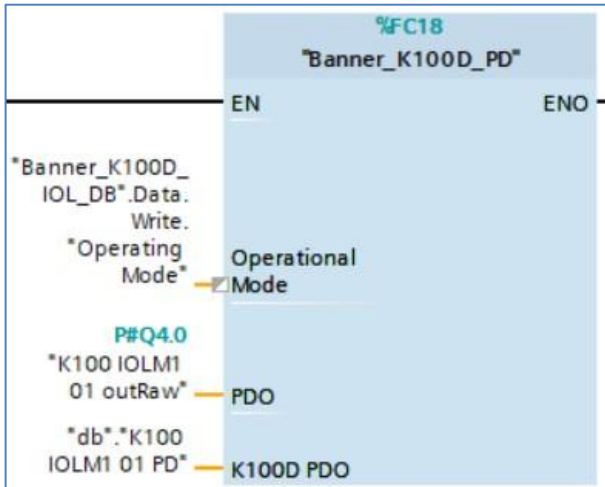 %FC18
"Banner_K100D_PD"
EN
ENO
"Banner_K100D_
IOL_DB".Data.
Write.
"Operating
Mode"
Operational
Mode
P#Q4.0
"K100 IOLM1
01 outRaw"
PDO
"db"."K100
IOLM1 01 PD"
K100D PDO